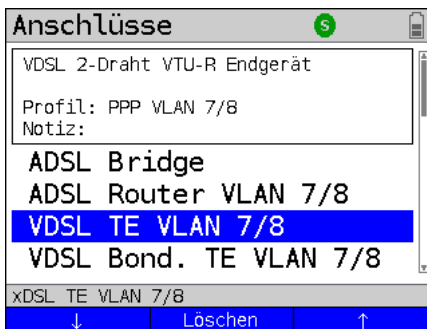 Anschlüsse S
VDSL 2-Draht VTU-R Endgerät
Profil: PPP VLAN 7/8
Notiz:
ADSL Bridge
ADSL Router VLAN 7/8
VDSL TE VLAN 7/8
VDSL Bond. TE VLAN 7/8
xDSL TE VLAN 7/8
↓ Löschen ↑